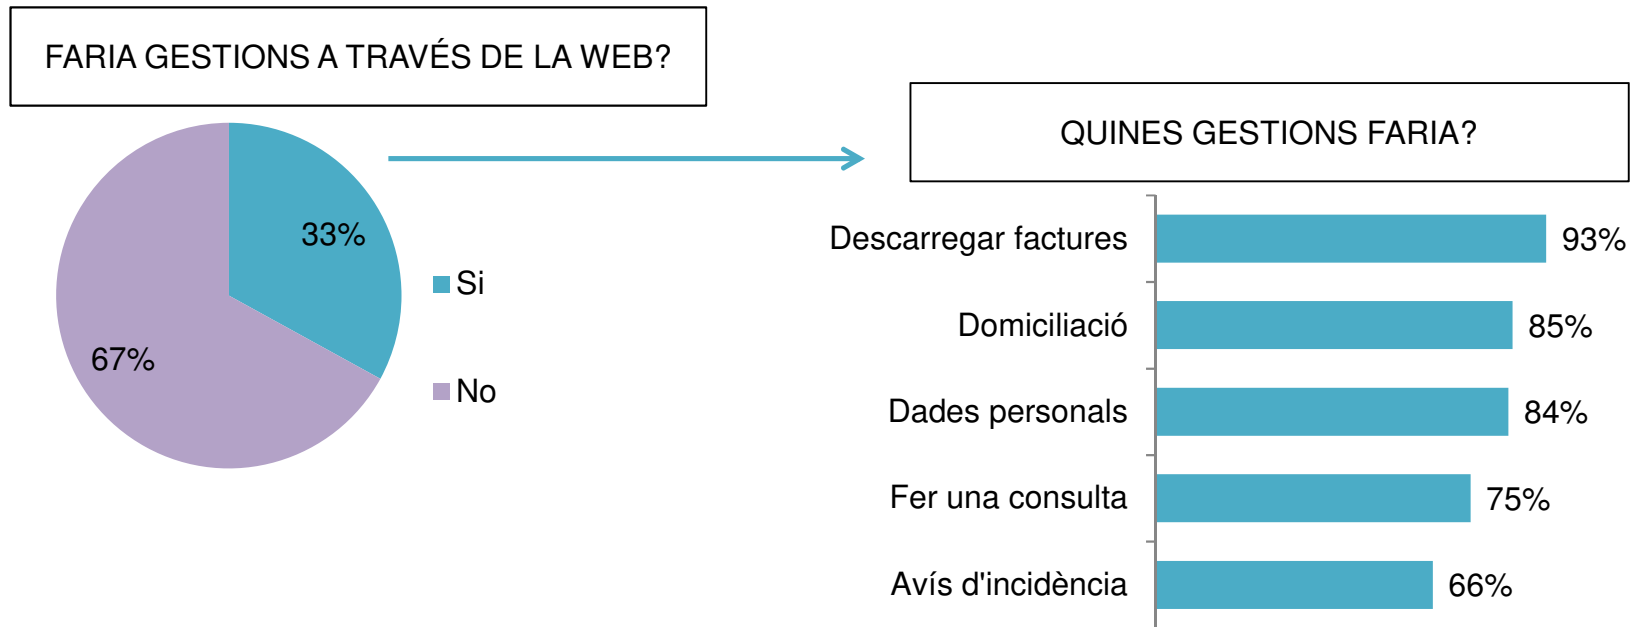 FARIA GESTIONS A TRAVÉS DE LA WEB?
33%
67%
Si
No
QUINES GESTIONS FARIA?
Descarregar factures 93%
Domiciliació 85%
Dades personals 84%
Fer una consulta 75%
Avís d'incidència 66%